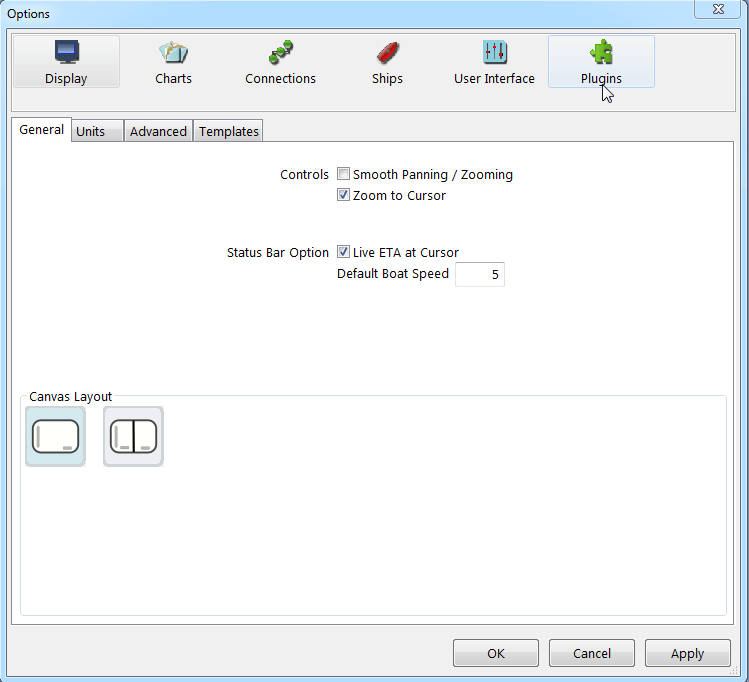 Options
Display Charts Connections Ships User Interface Plugins
General Units Advanced Templates
Controls Smooth Panning / Zooming
Zoom to Cursor
Status Bar Option Live ETA at Cursor
Default Boat Speed 5
Canvas Layout
OK Cancel Apply